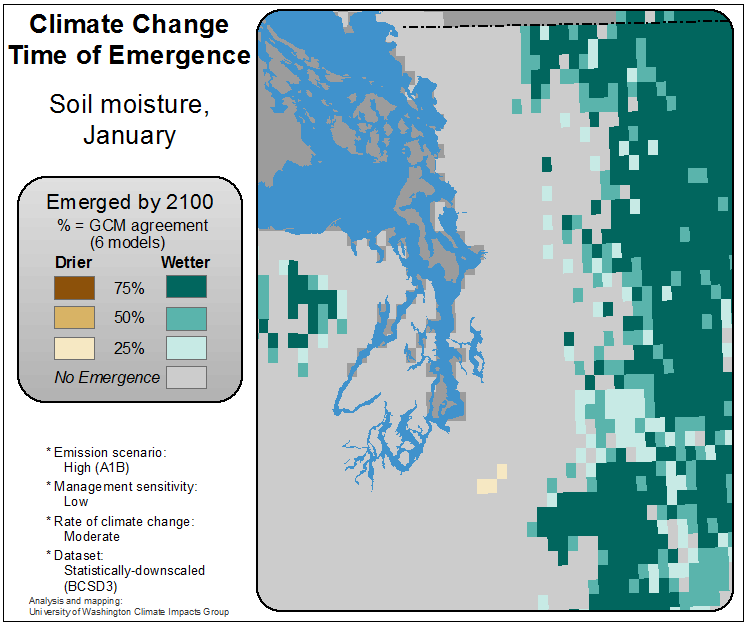 Climate Change
Time of Emergence
Soil moisture,
January
Emerged by 2100
% = GCM agreement
(6 models)
Drier Wetter
75%
50%
25%
No Emergence
* Emission scenario:
High (A1B)
* Management sensitivity:
Low
* Rate of climate change:
Moderate
* Dataset:
Statistically-downscaled
(BCSD3)
Analysis and mapping:
University of Washington Climate Impacts Group